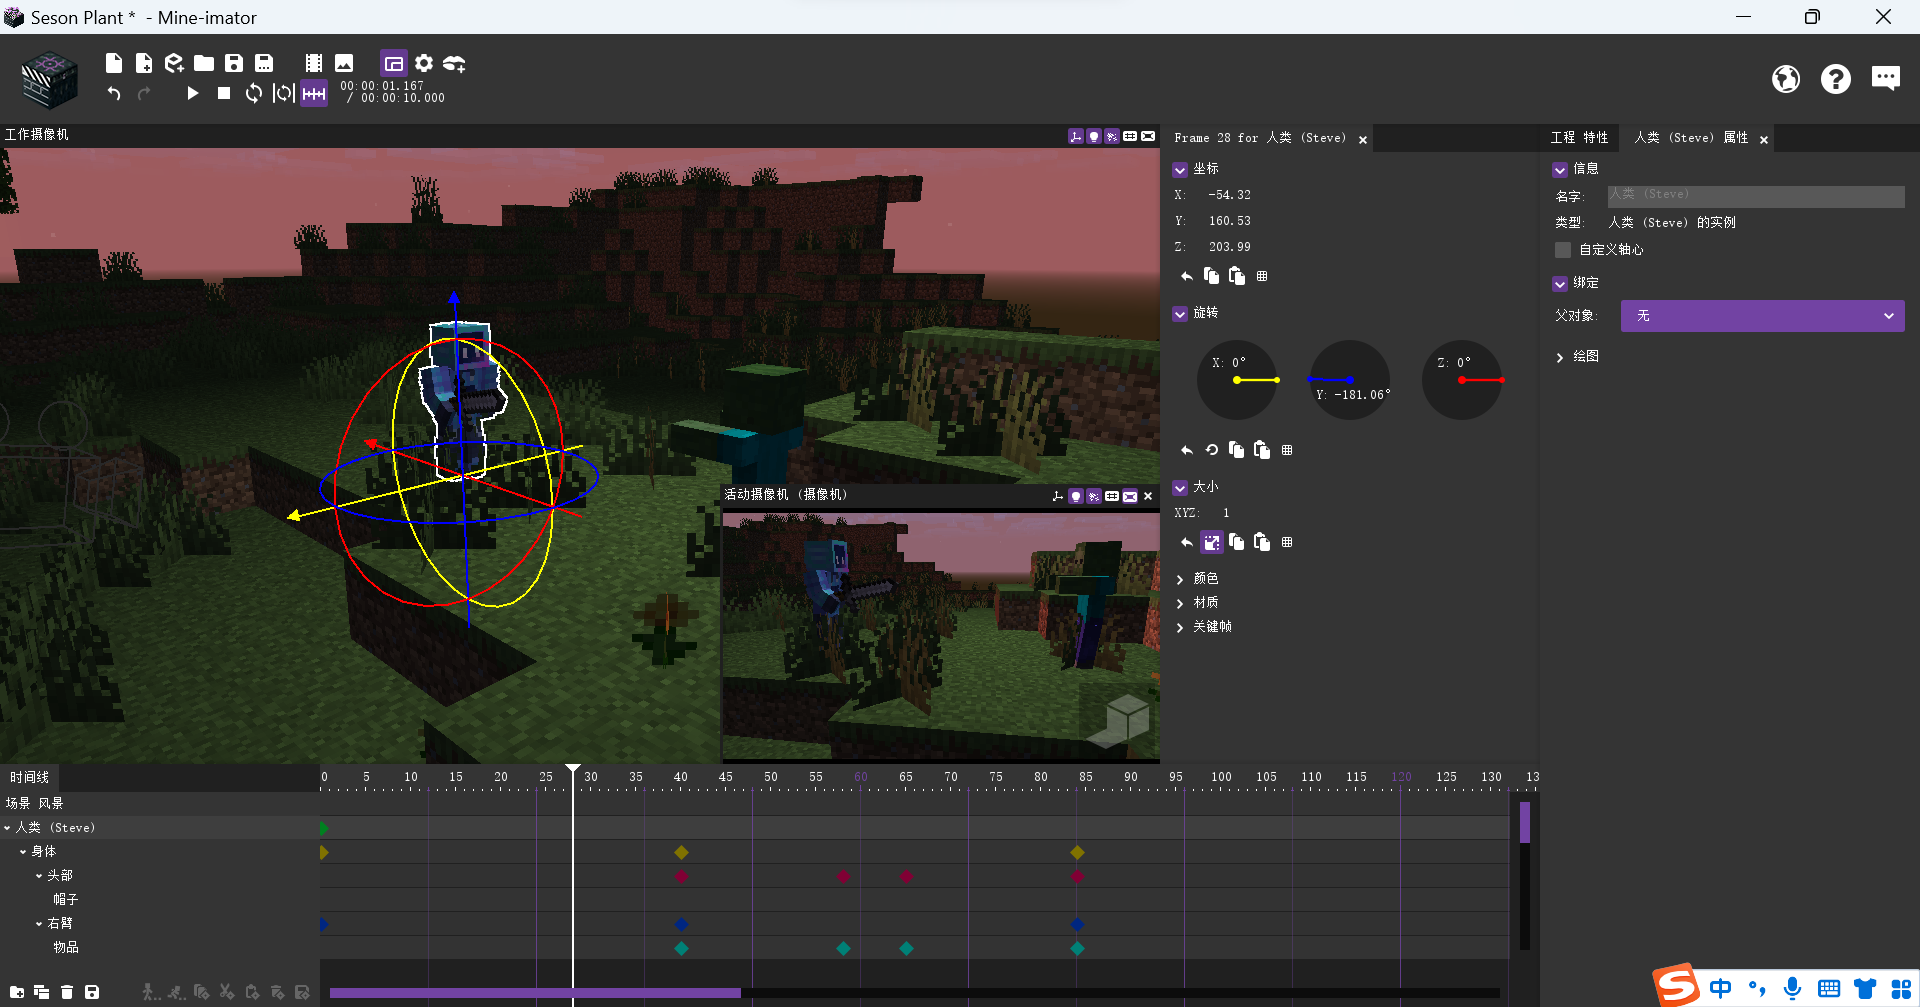 Seson Plant * - Mine-imator
00:00:01.167
/ 00:00:10.000
工作摄像机
活动摄像机 (摄像机)
Frame 28 for 人类 (Steve)
坐标
X: -54.32
Y: 160.53
Z: 203.99
旋转
X: 0°
Y: -181.06°
Z: 0°
大小
XYZ: 1
颜色
材质
关键帧
工程 特性
人类 (Steve) 属性
信息
名字: 人类 (Steve)
类型: 人类 (Steve) 的实例
自定义轴心
绑定
父对象: 无
绘图
时间线
0 5 10 15 20 25 30 35 40 45 50 55 60 65 70 75 80 85 90 95 100 105 110 115 120 125 130 13
场景 风景
人类 (Steve)
身体
头部
帽子
右臂
物品
S 中